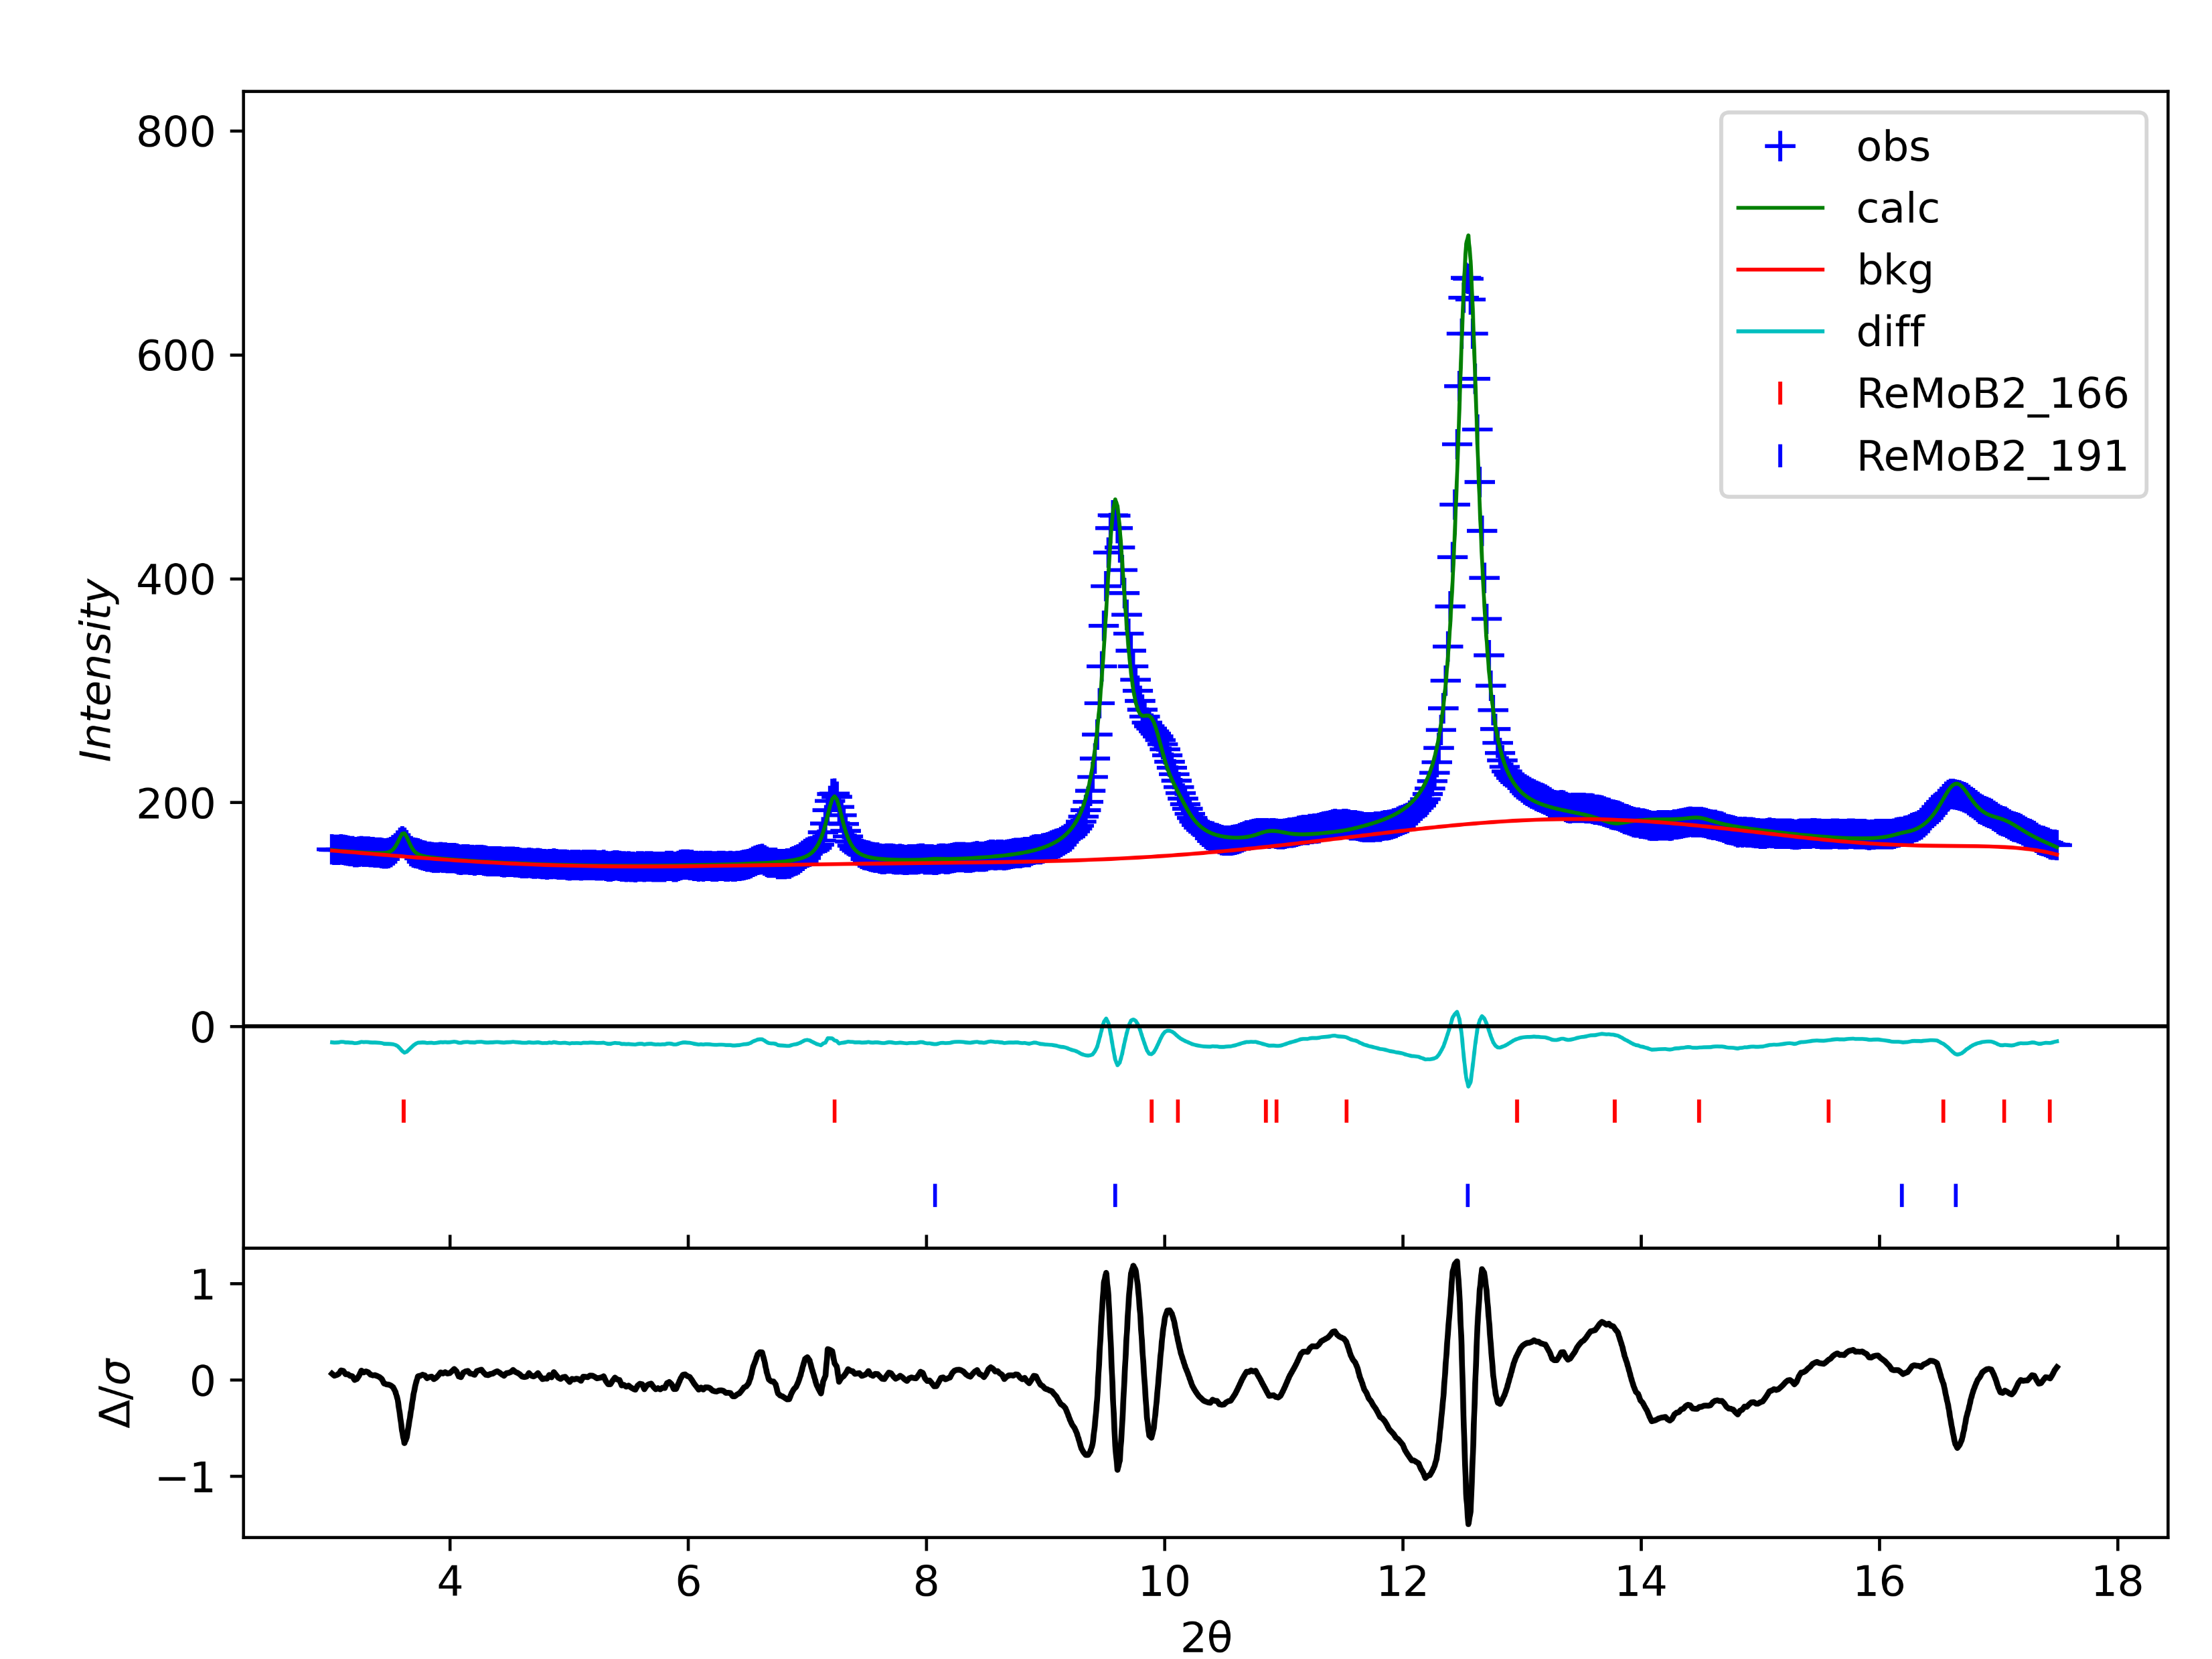 800
600
400
200
0
Intensity
obs
calc
bkg
diff
ReMoB2_166
ReMoB2_191
1
0
−1
Δ/σ
4 6 8 10 12 14 16 18
2θ